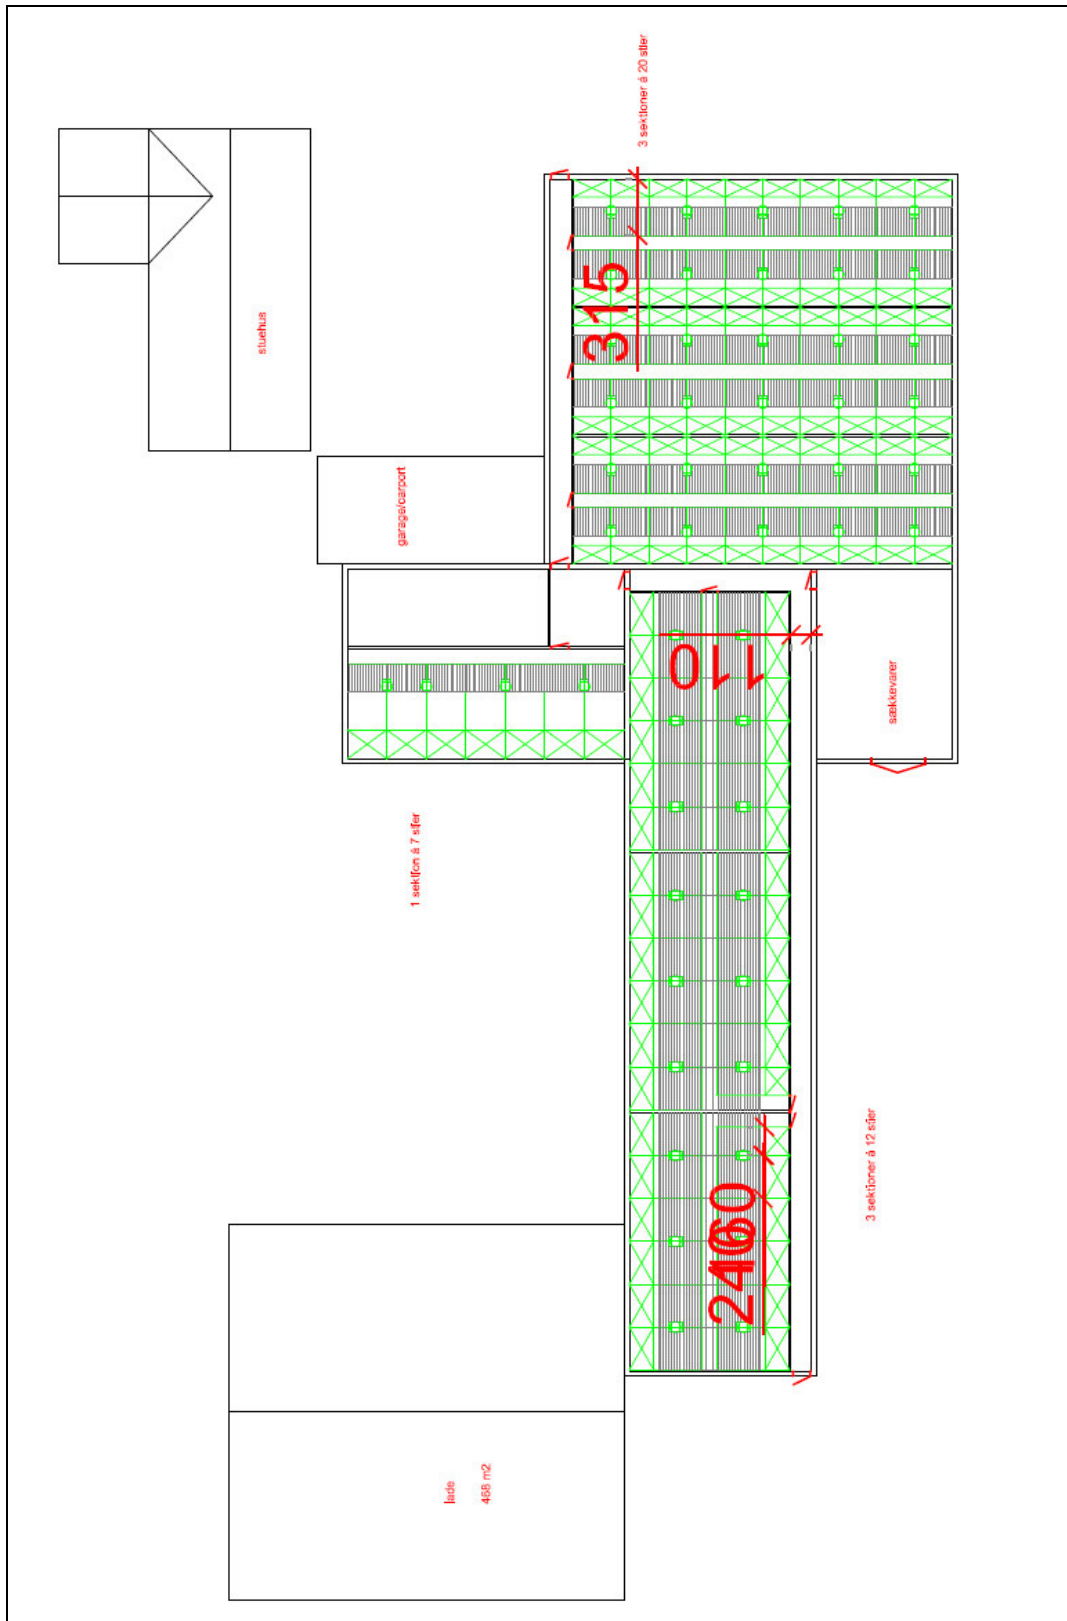 3 sektioner á 20 stier
stuehus
315
garage/carport
110
sækkevarer
1 sektion á 7 stier
3 sektioner á 12 stier
lade
468 m2